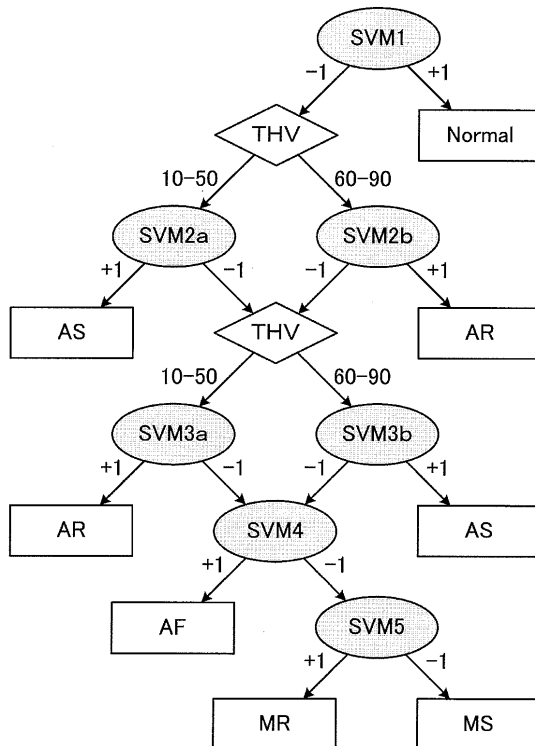 SVM1
−1
+1
THV
Normal
10−50
60−90
SVM2a
SVM2b
+1
−1
−1
+1
AS
THV
AR
10−50
60−90
SVM3a
SVM3b
+1
−1
−1
+1
AR
SVM4
AS
+1
−1
AF
SVM5
+1
−1
MR
MS